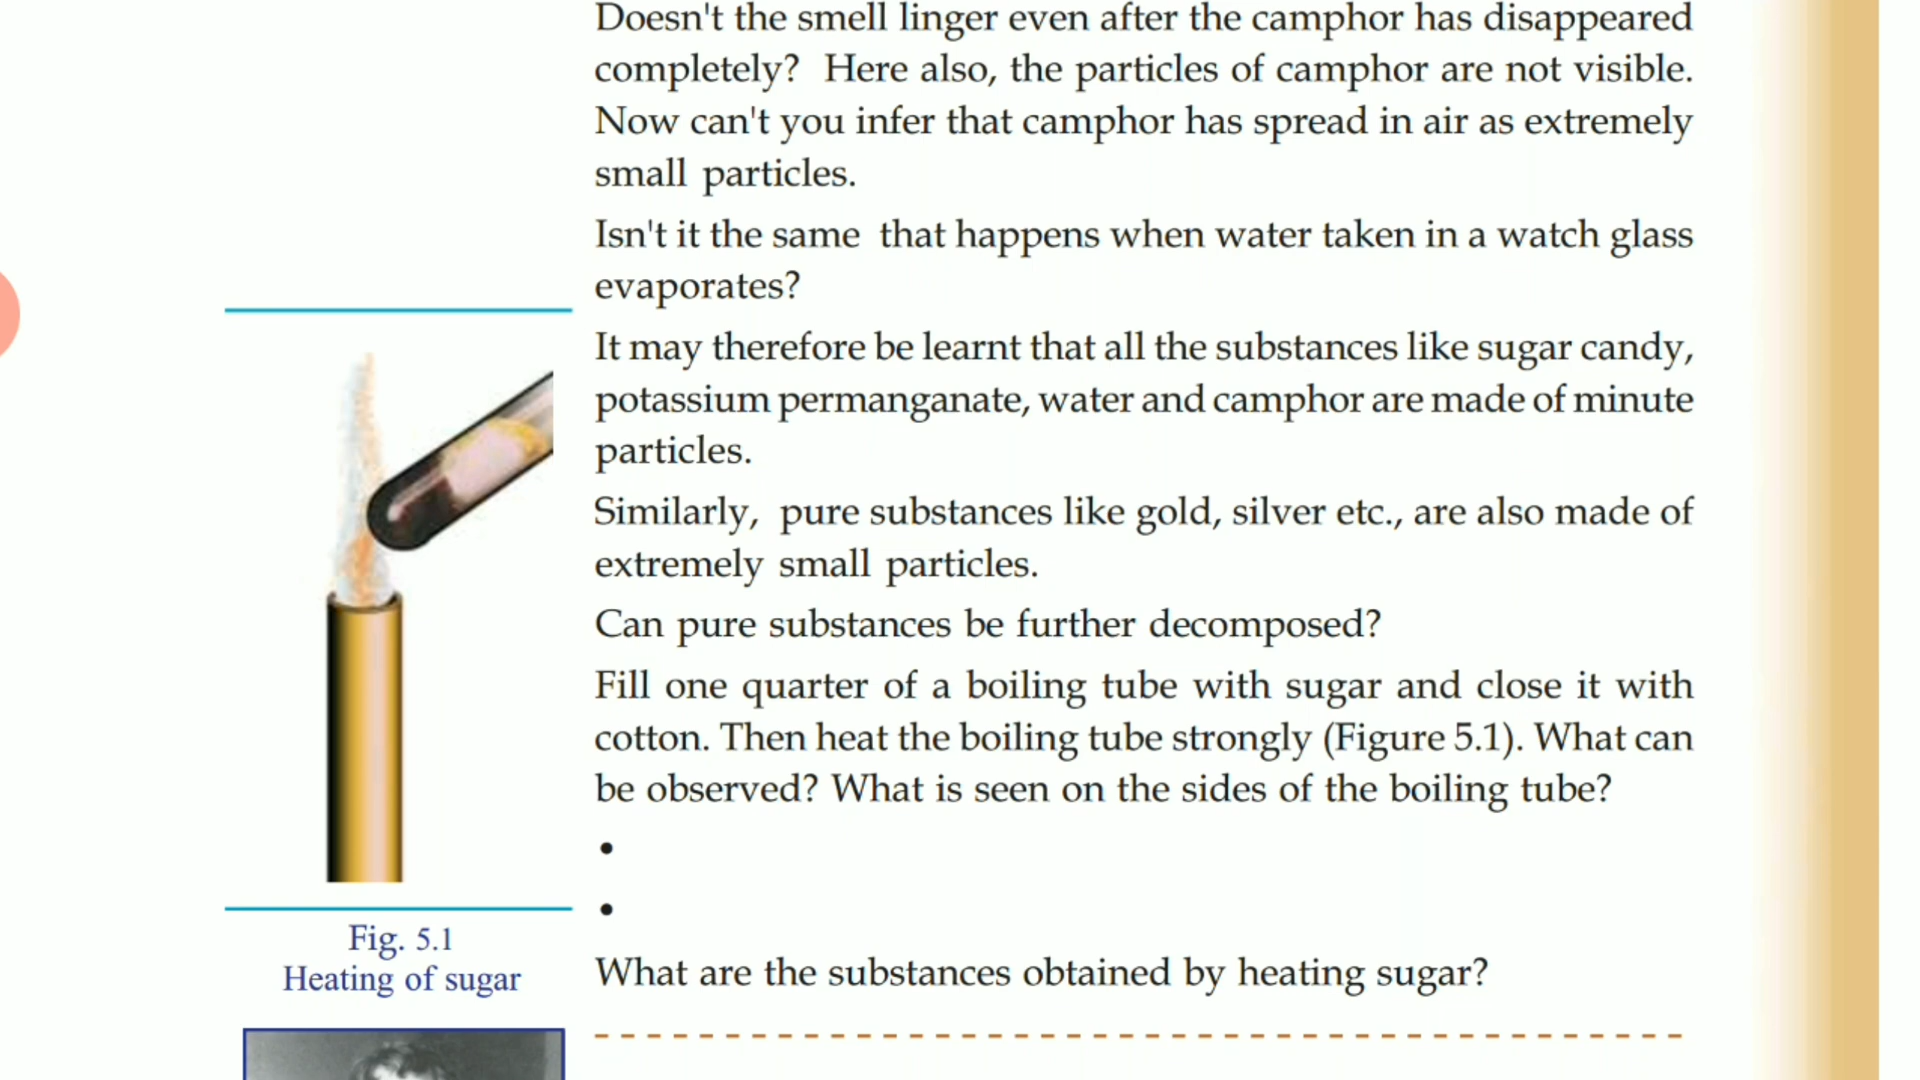 Doesn't the smell linger even after the camphor has disappeared
completely? Here also, the particles of camphor are not visible.
Now can't you infer that camphor has spread in air as extremely
small particles.
Isn't it the same that happens when water taken in a watch glass
evaporates?
It may therefore be learnt that all the substances like sugar candy,
potassium permanganate, water and camphor are made of minute
particles.
Similarly, pure substances like gold, silver etc., are also made of
extremely small particles.
Can pure substances be further decomposed?
Fill one quarter of a boiling tube with sugar and close it with
cotton. Then heat the boiling tube strongly (Figure 5.1). What can
be observed? What is seen on the sides of the boiling tube?
•
•
What are the substances obtained by heating sugar?
Fig. 5.1
Heating of sugar